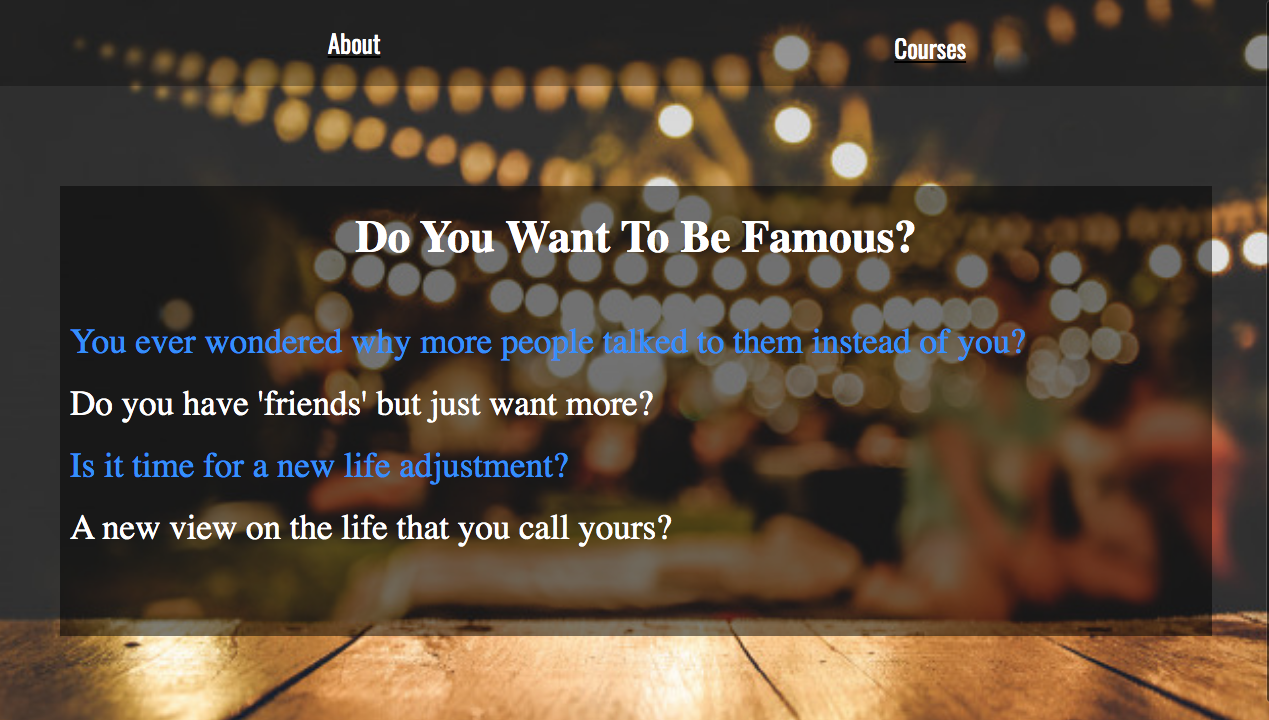 About
Courses
Do You Want To Be Famous?
You ever wondered why more people talked to them instead of you?
Do you have 'friends' but just want more?
Is it time for a new life adjustment?
A new view on the life that you call yours?